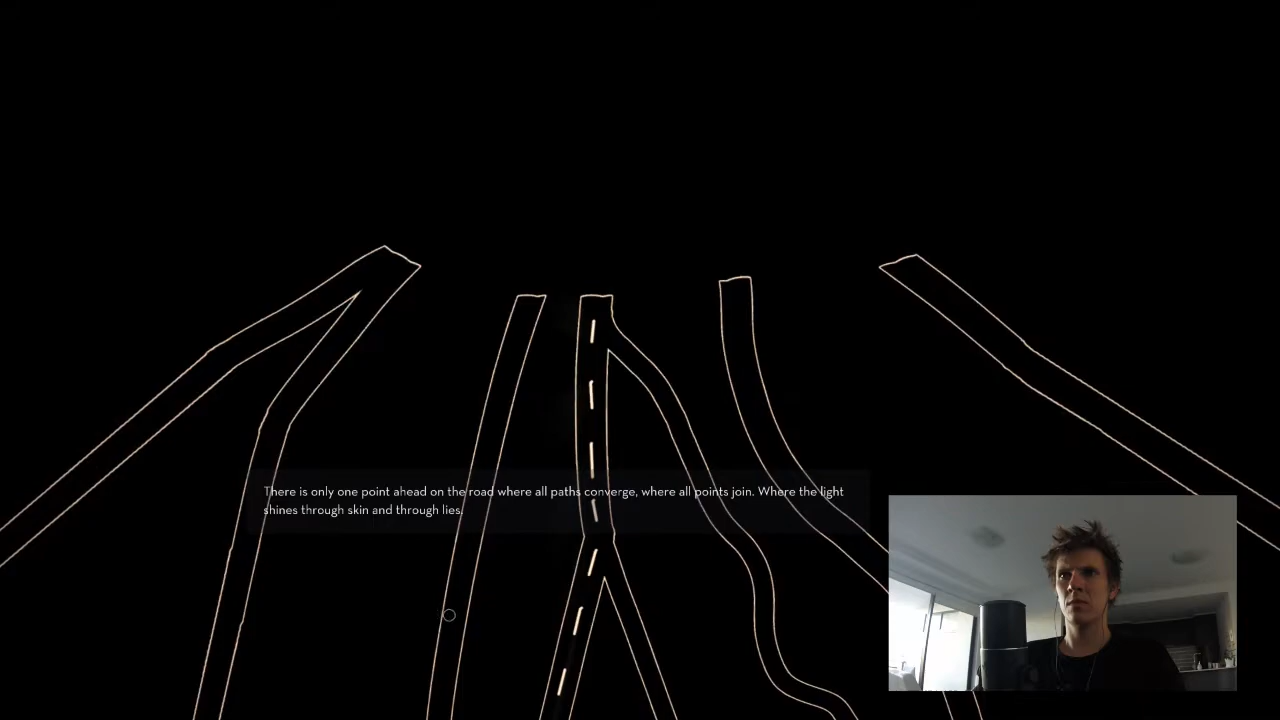 There is only one point ahead on the road where all paths converge, where all points join. Where the light
shines through skin and through lies.